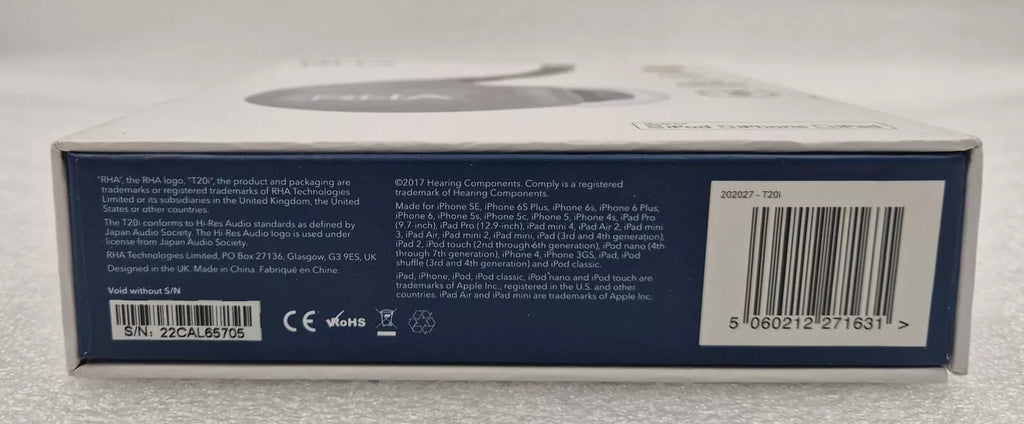 RHA
iPod iPhone iPad
"RHA", the RHA logo, "T20i", the product and packaging are
trademarks or registered trademarks of RHA Technologies
Limited or its subsidiaries in the United Kingdom, the United
States or other countries.
The T20i conforms to Hi-Res Audio standards as defined by
Japan Audio Society. The Hi-Res Audio logo is used under
license from Japan Audio Society.
RHA Technologies Limited, PO Box 27136, Glasgow, G3 9ES, UK
Designed in the UK. Made in China. Fabriqué en Chine.
Void without S/N
S/N: 22CAL65705
CE RoHS
©2017 Hearing Components. Comply is a registered
trademark of Hearing Components.
Made for iPhone SE, iPhone 6S Plus, iPhone 6s, iPhone 6 Plus,
iPhone 6, iPhone 5s, iPhone 5c, iPhone 5, iPhone 4s, iPad Pro
(9.7-inch), iPad Pro (12.9-inch), iPad mini 4, iPad Air 2, iPad mini
3, iPad Air, iPad mini 2, iPad mini, iPad (3rd and 4th generation),
iPad 2, iPod touch (2nd through 6th generation), iPod nano (4th
through 7th generation), iPhone 4, iPhone 3GS, iPad, iPod
shuffle (3rd and 4th generation) and iPod classic.
iPad, iPhone, iPod, iPod classic, iPod nano and iPod touch are
trademarks of Apple Inc., registered in the U.S. and other
countries. iPad Air and iPad mini are trademarks of Apple Inc.
202027 - T20i
5 060212 271631 >